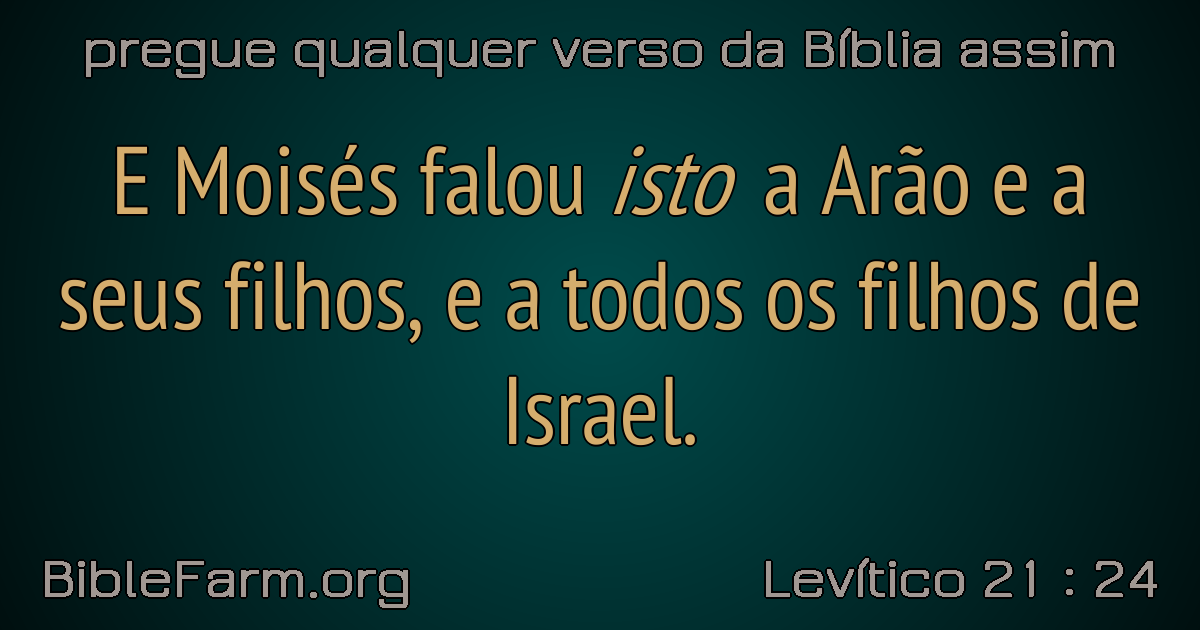 pregue qualquer verso da Bíblia assim
E Moisés falou isto a Arão e a
seus filhos, e a todos os filhos de
Israel.
BibleFarm.org
Levítico 21 : 24